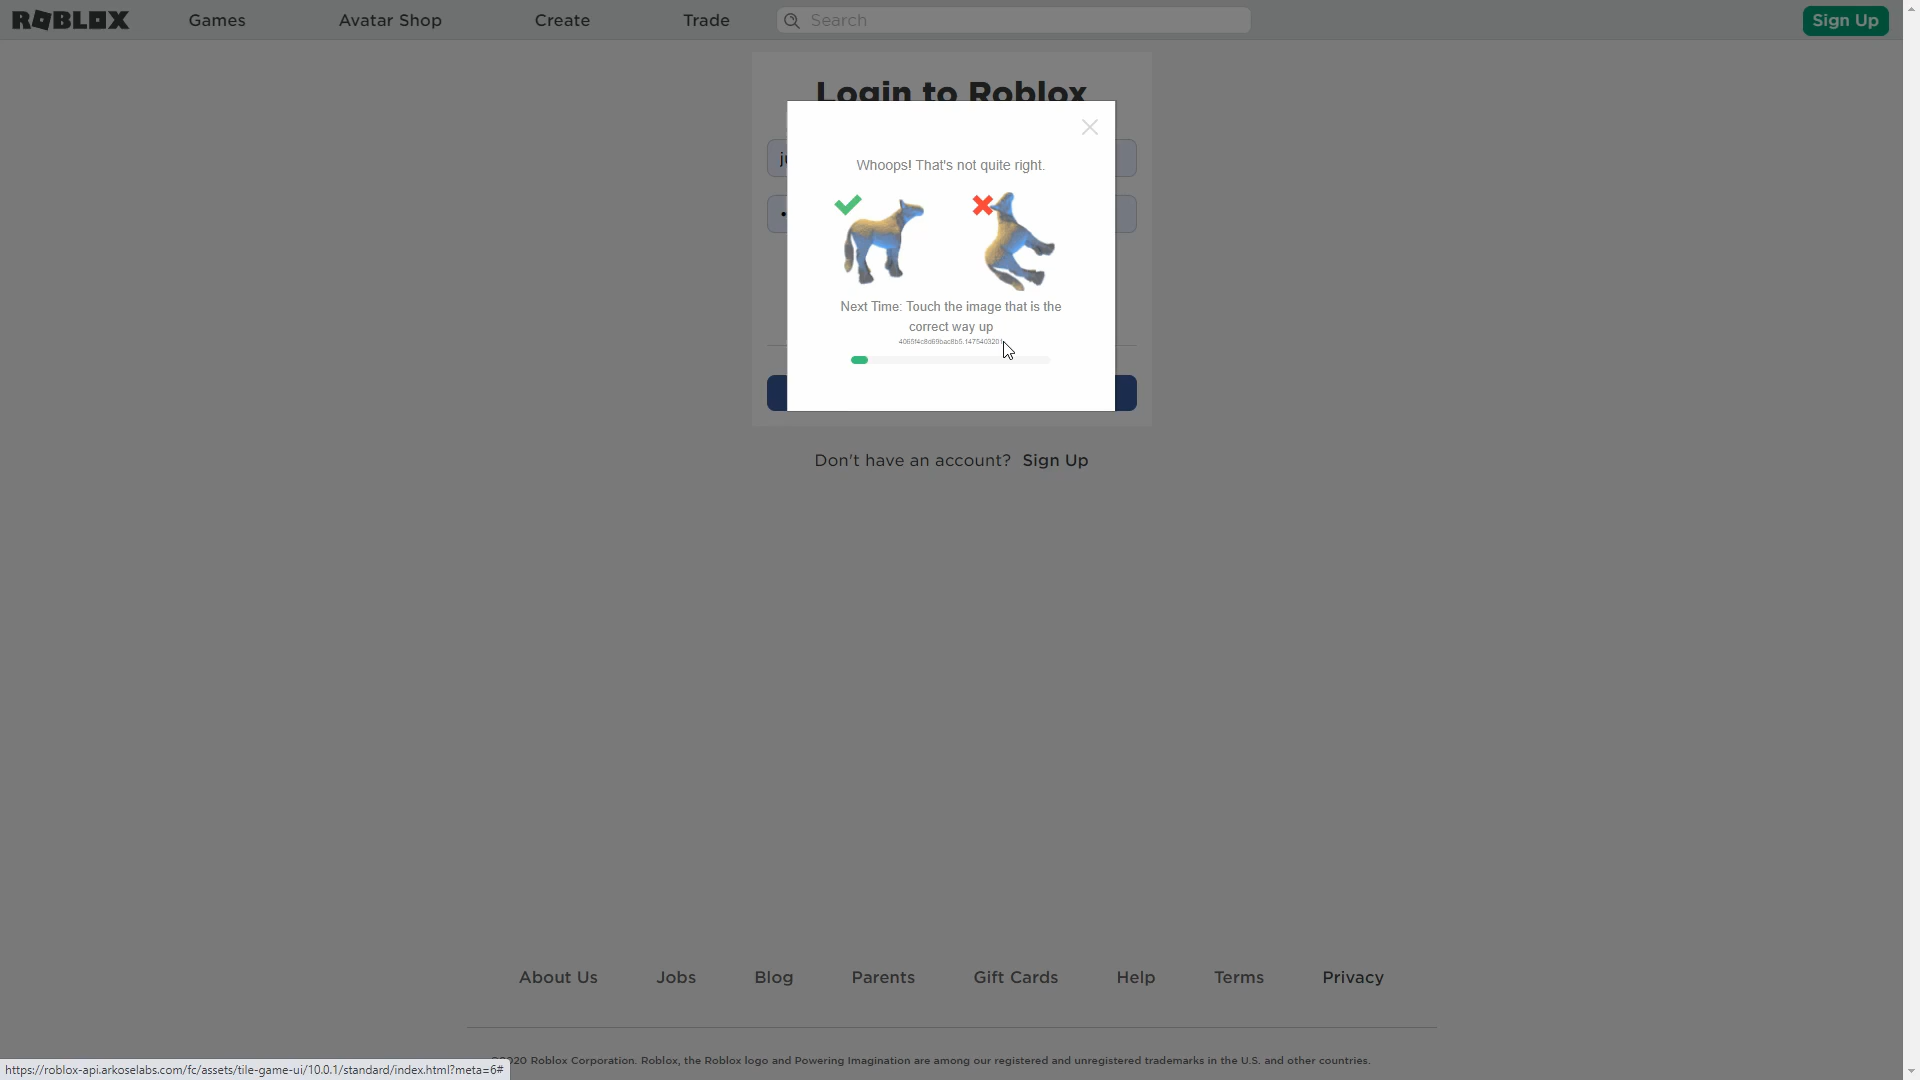 ROBLOX Games Avatar Shop Create Trade Search Sign Up
Login to Roblox
Whoops! That's not quite right.
Next Time: Touch the image that is the
correct way up
Don't have an account? Sign Up
About Us Jobs Blog Parents Gift Cards Help Terms Privacy
2020 Roblox Corporation. Roblox, the Roblox logo and Powering Imagination are among our registered and unregistered trademarks in the U.S. and other countries.
https://roblox-api.arkoselabs.com/fc/assets/tile-game-ui/10.0.1/standard/index.html?meta=6#